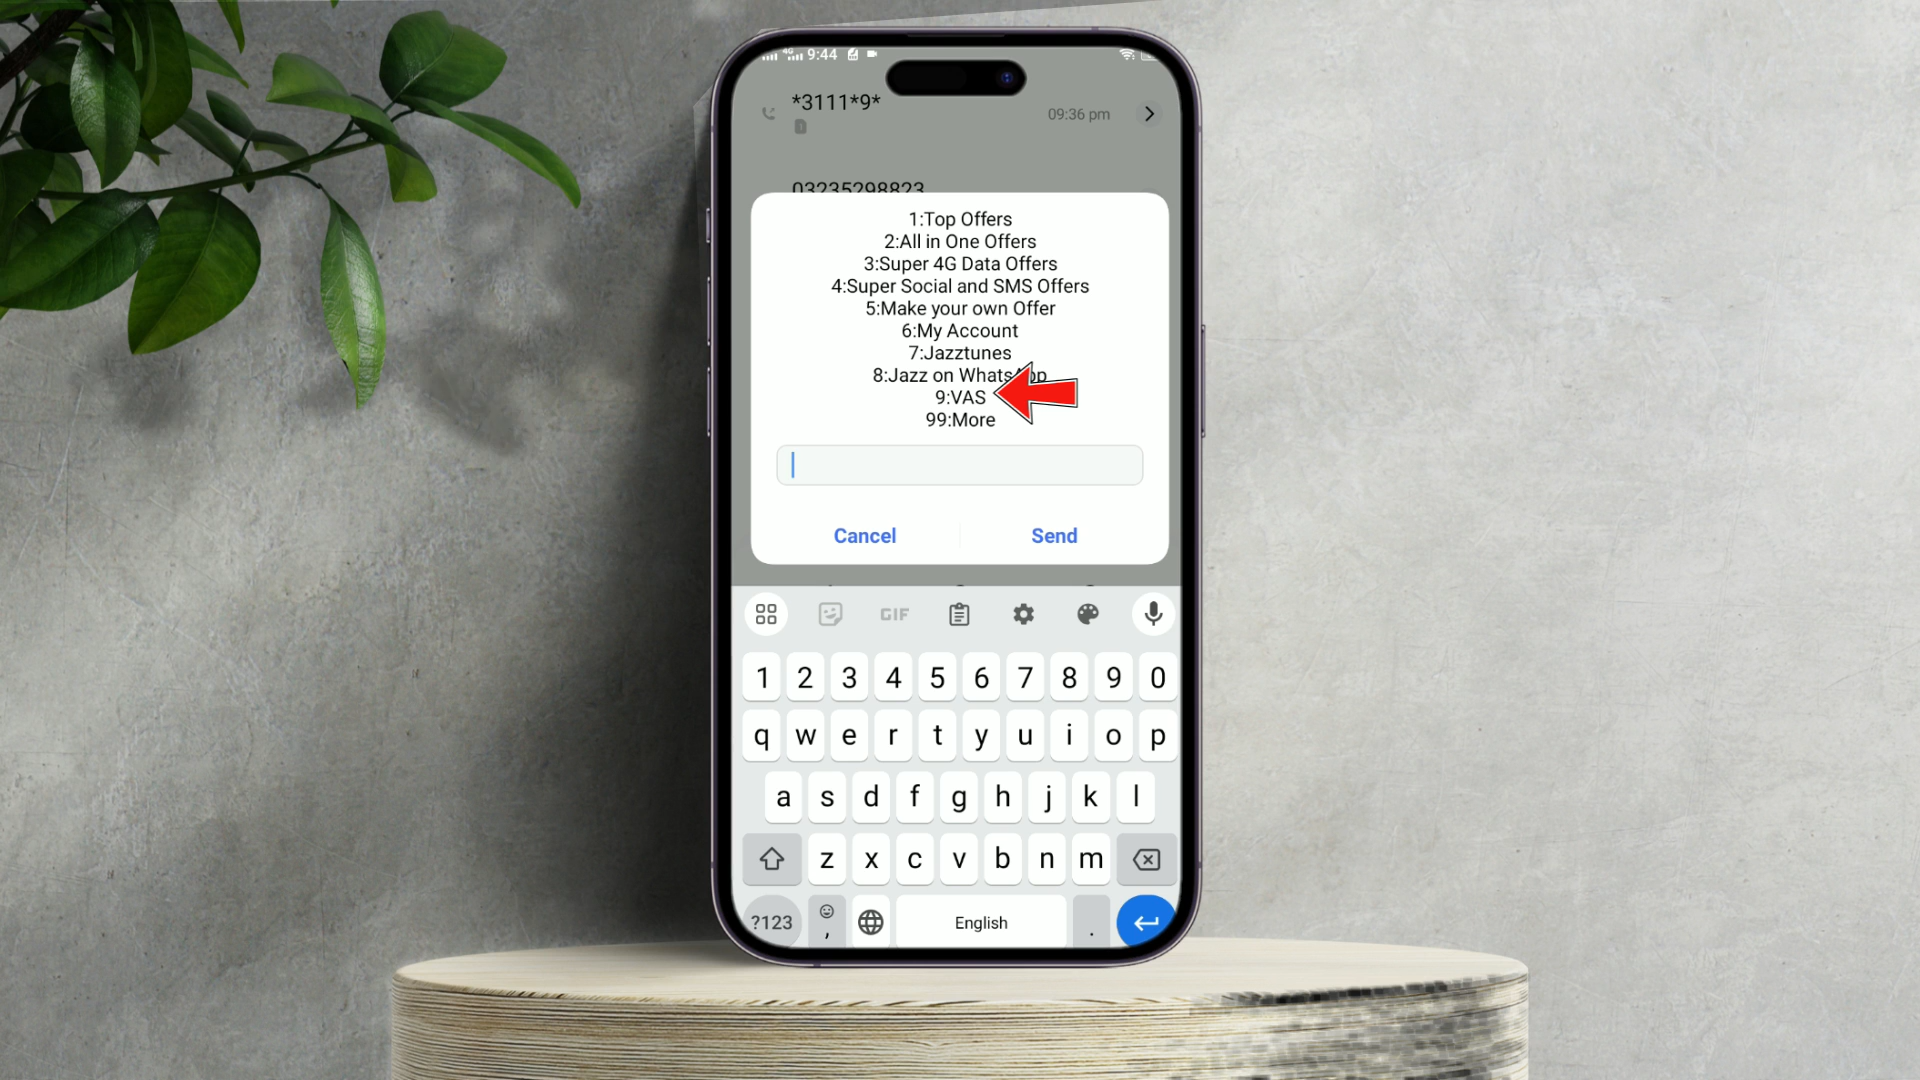 4G 9:44
*3111*9*
09:36 pm
03235298823
1:Top Offers
2:All in One Offers
3:Super 4G Data Offers
4:Super Social and SMS Offers
5:Make your own Offer
6:My Account
7:Jazztunes
8:Jazz on WhatsApp
9:VAS
99:More
Cancel Send
GIF
1 2 3 4 5 6 7 8 9 0
q w e r t y u i o p
a s d f g h j k l
z x c v b n m
?123 , English .